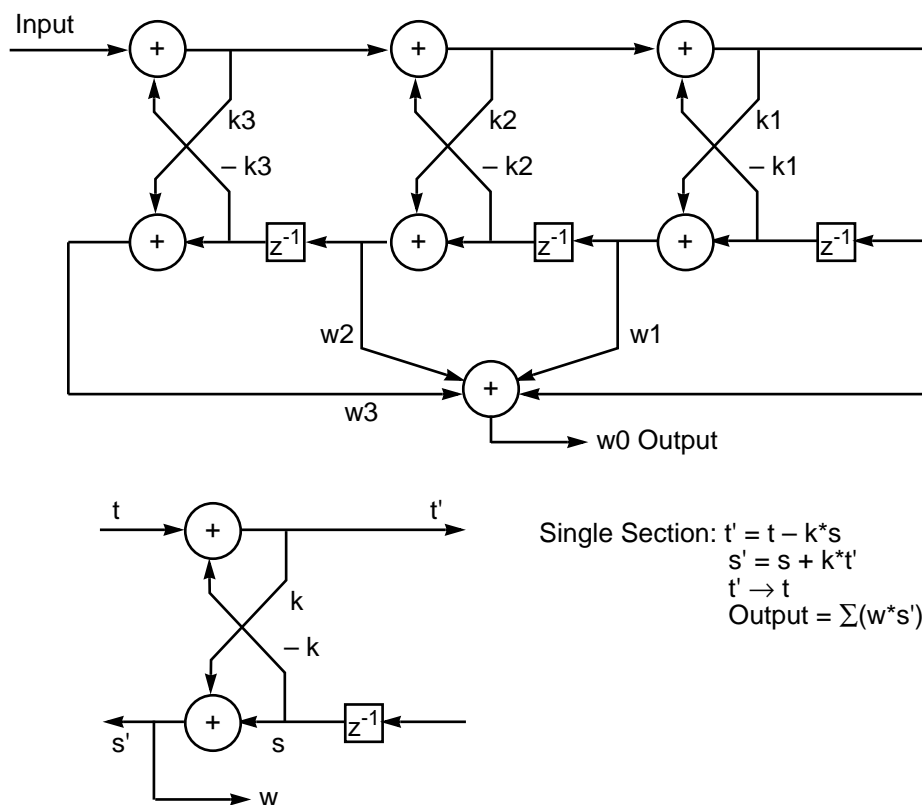 Input
+ + +
k3 k2 k1
– k3 – k2 – k1
+ z⁻¹ + z⁻¹ + z⁻¹
w2 w1
+
w3
w0 Output
t t'
+
Single Section: t' = t – k*s
s' = s + k*t'
t' → t
Output = Σ(w*s')
k
– k
+ z⁻¹
s' s
w